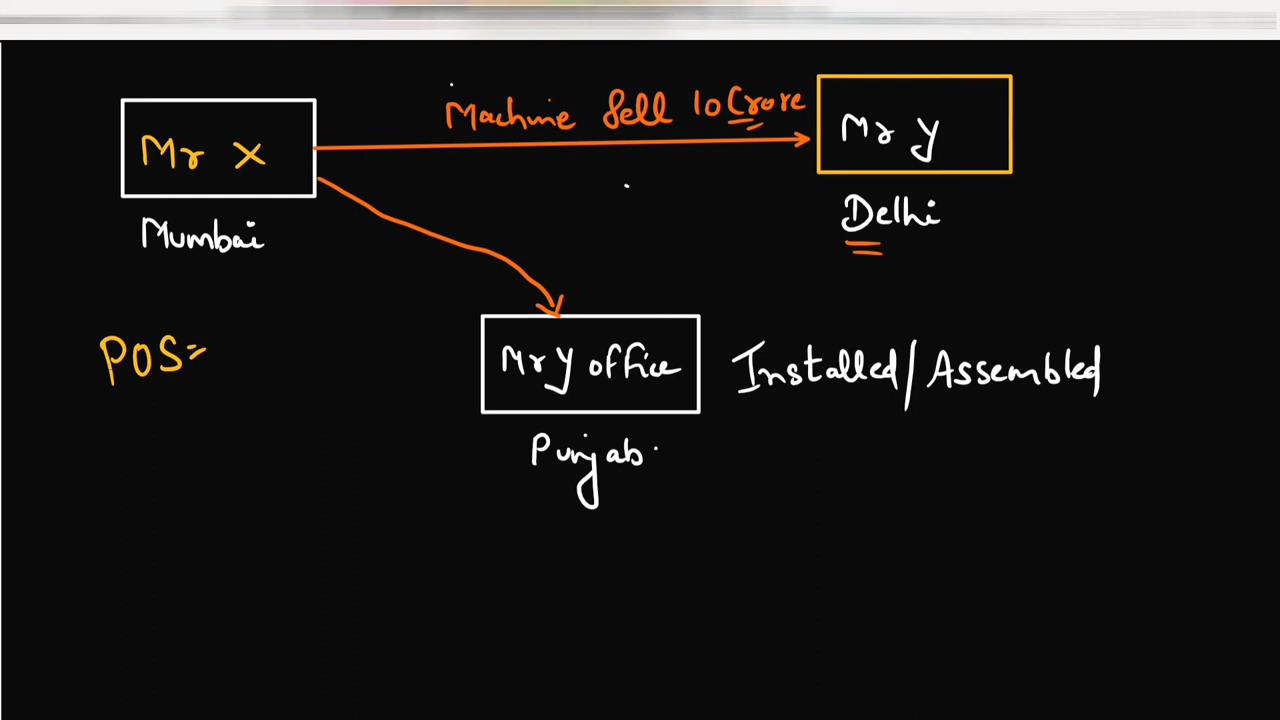 Machine Sell 10 Crore
Mr X
Mr y
Mumbai
Delhi
POS=
Mr y office
Installed/Assembled
Punjab